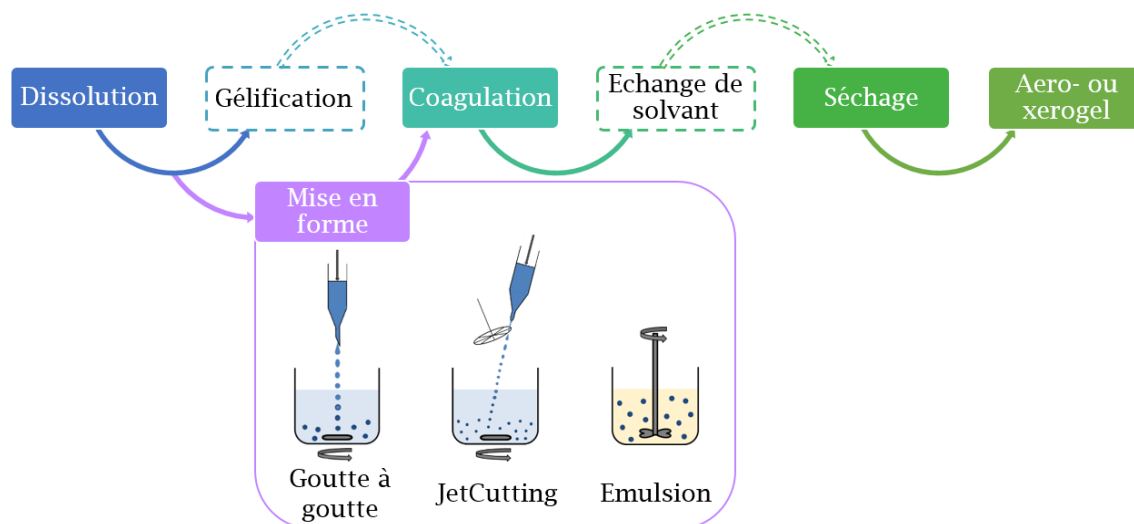 Dissolution
Gélification
Coagulation
Echange de
solvant
Séchage
Aero- ou
xerogel
Mise en
forme
Goutte à
goutte
JetCutting
Emulsion